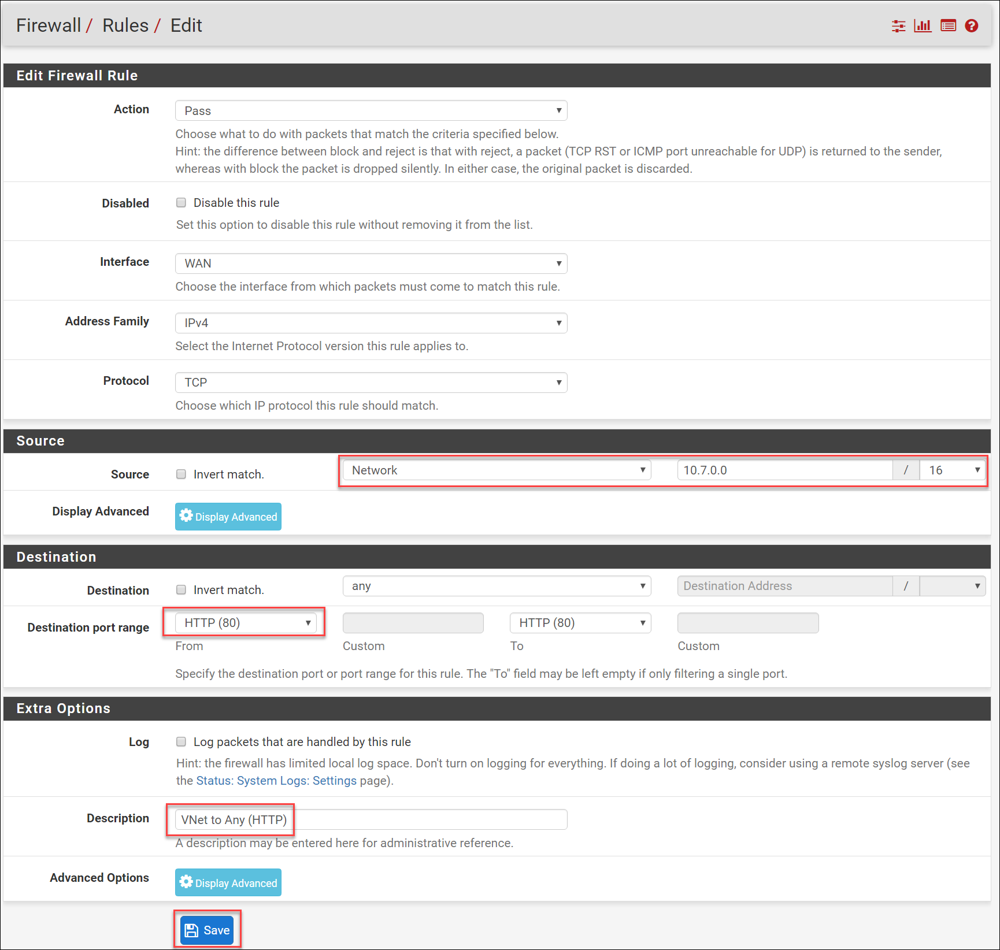 Firewall / Rules / Edit
Edit Firewall Rule
Action
Pass
Choose what to do with packets that match the criteria specified below.
Hint: the difference between block and reject is that with reject, a packet (TCP RST or ICMP port unreachable for UDP) is returned to the sender,
whereas with block the packet is dropped silently. In either case, the original packet is discarded.
Disabled
Disable this rule
Set this option to disable this rule without removing it from the list.
Interface
WAN
Choose the interface from which packets must come to match this rule.
Address Family
IPv4
Select the Internet Protocol version this rule applies to.
Protocol
TCP
Choose which IP protocol this rule should match.
Source
Source
Invert match.
Network
10.7.0.0
/
16
Display Advanced
Display Advanced
Destination
Destination
Invert match.
any
Destination Address
/
Destination port range
HTTP (80)
HTTP (80)
From
Custom
To
Custom
Specify the destination port or port range for this rule. The "To" field may be left empty if only filtering a single port.
Extra Options
Log
Log packets that are handled by this rule
Hint: the firewall has limited local log space. Don't turn on logging for everything. If doing a lot of logging, consider using a remote syslog server (see
the Status: System Logs: Settings page).
Description
VNet to Any (HTTP)
A description may be entered here for administrative reference.
Advanced Options
Display Advanced
Save